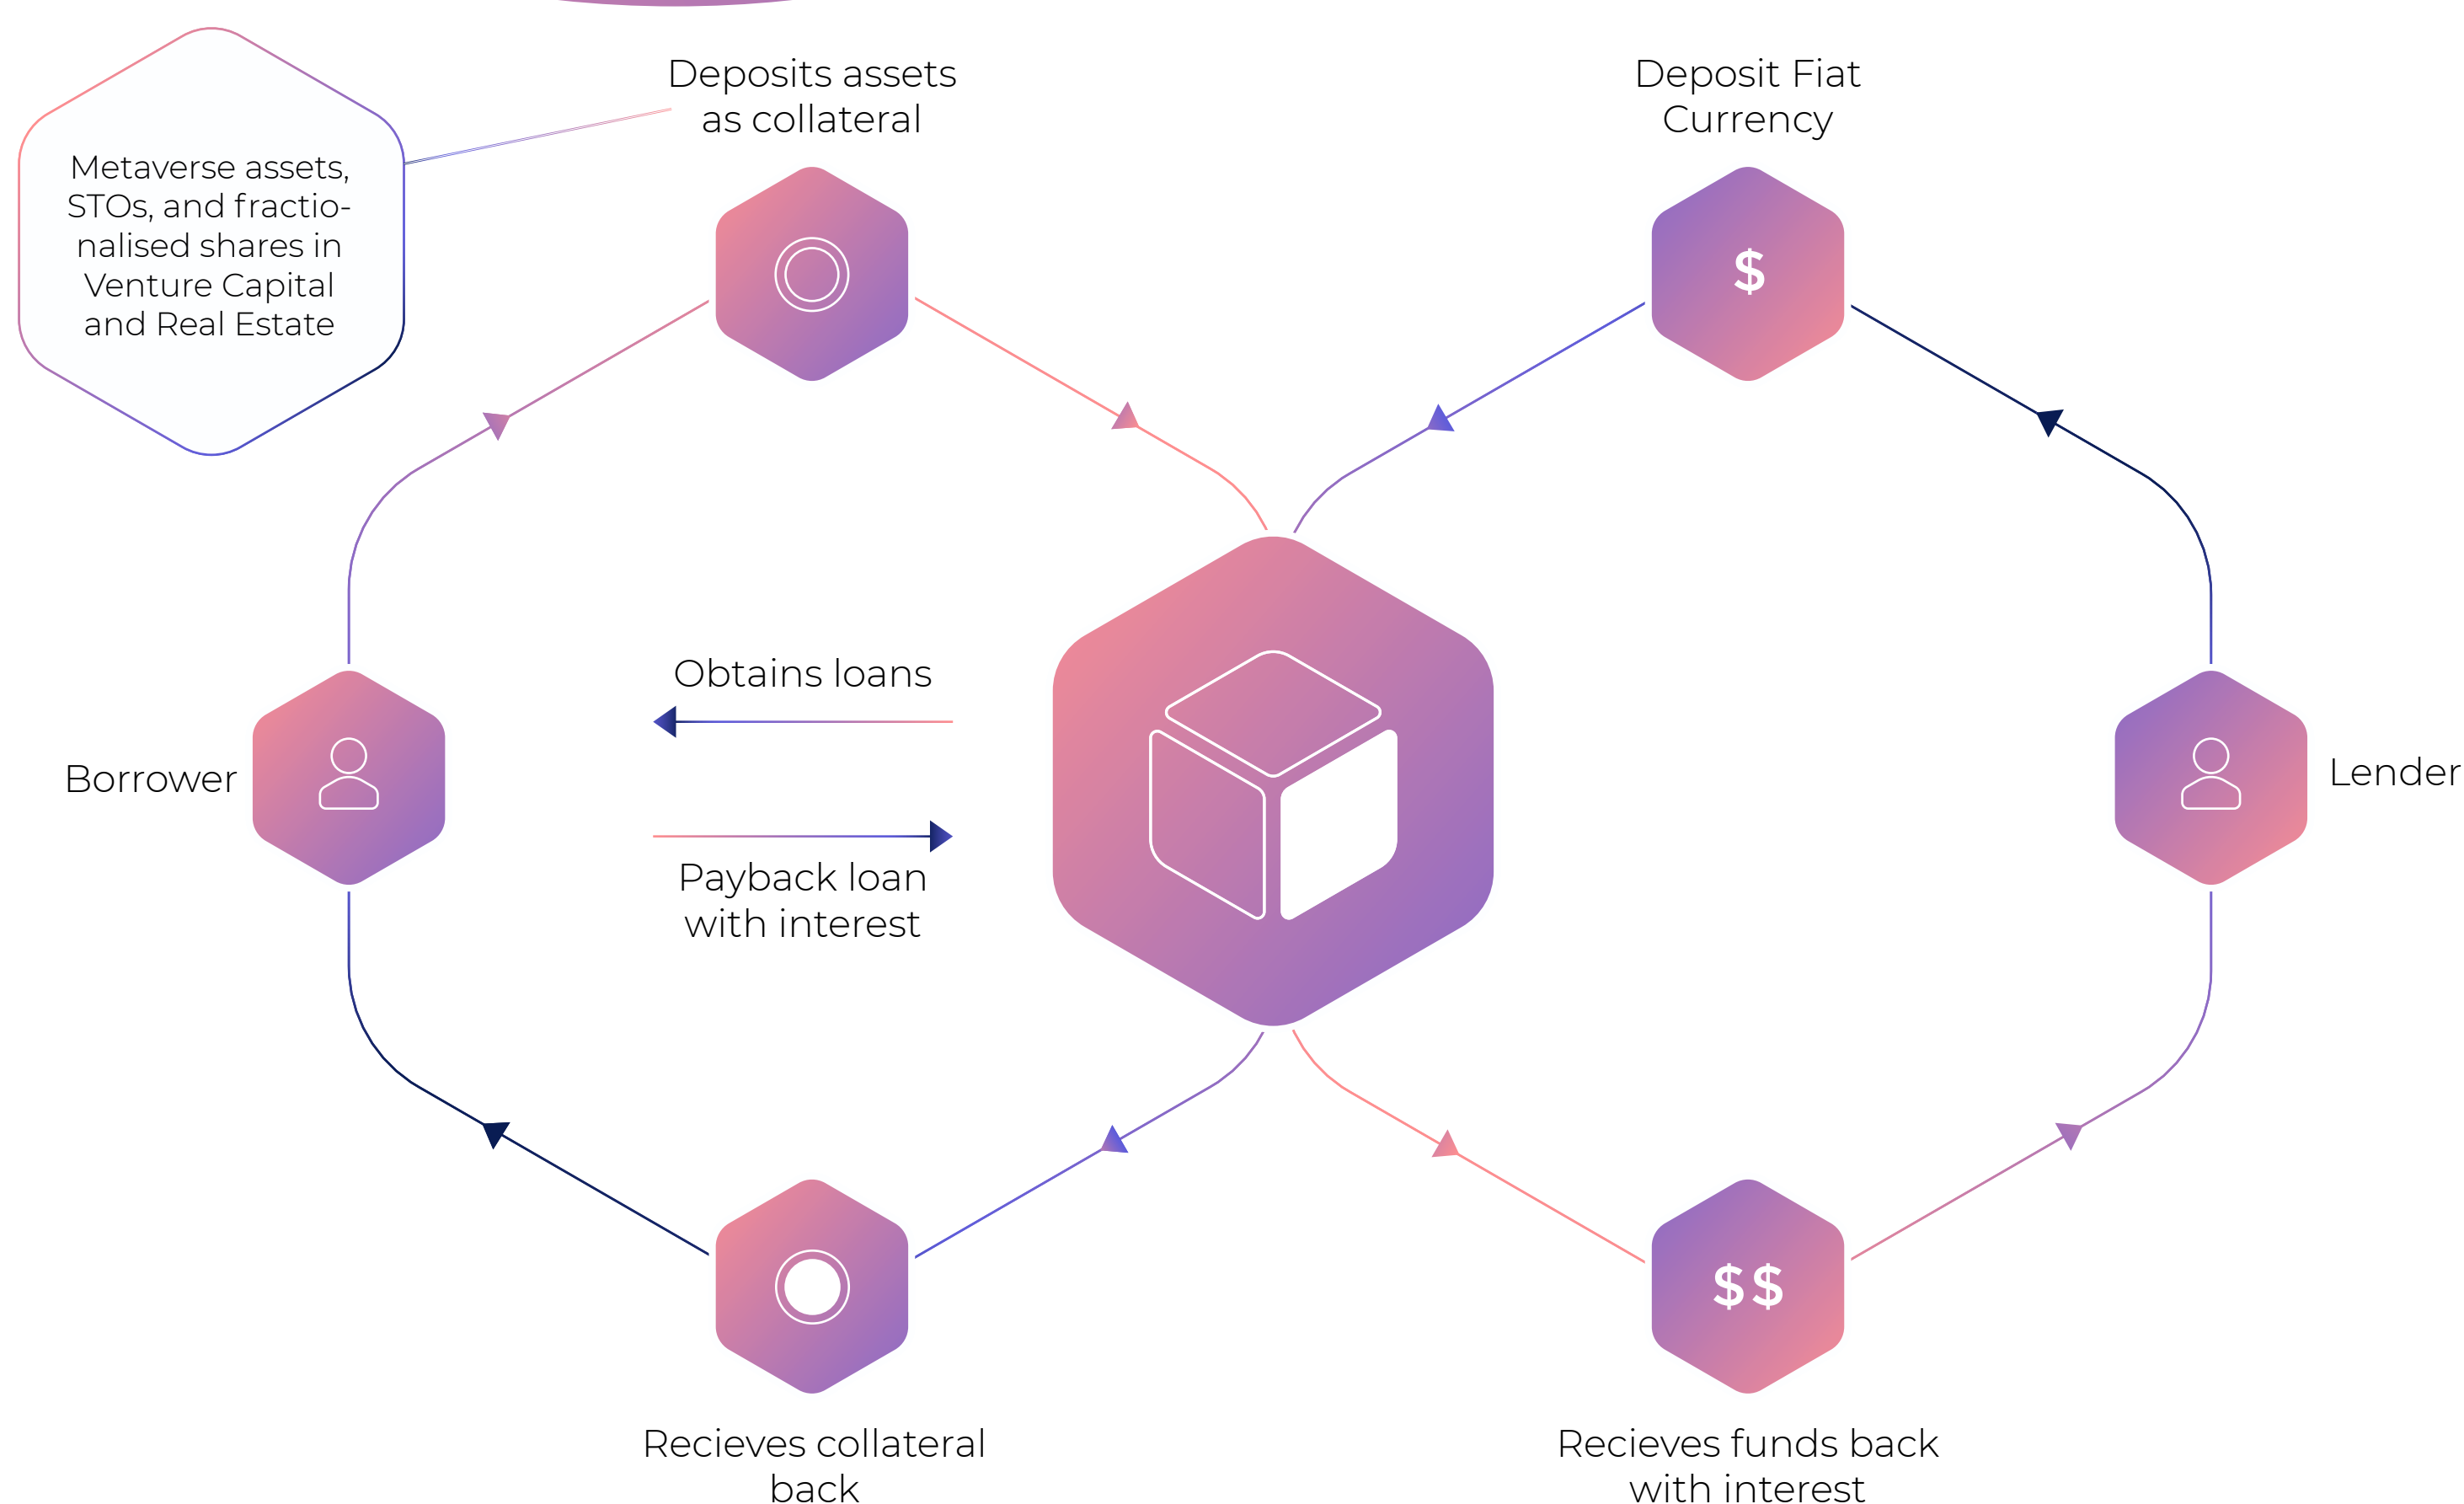 Deposits assets
as collateral
Deposit Fiat
Currency
Metaverse assets,
STOs, and fractio-
nalised shares in
Venture Capital
and Real Estate
$
Obtains loans
Borrower
Lender
Payback loan
with interest
$$
Recieves collateral
back
Recieves funds back
with interest